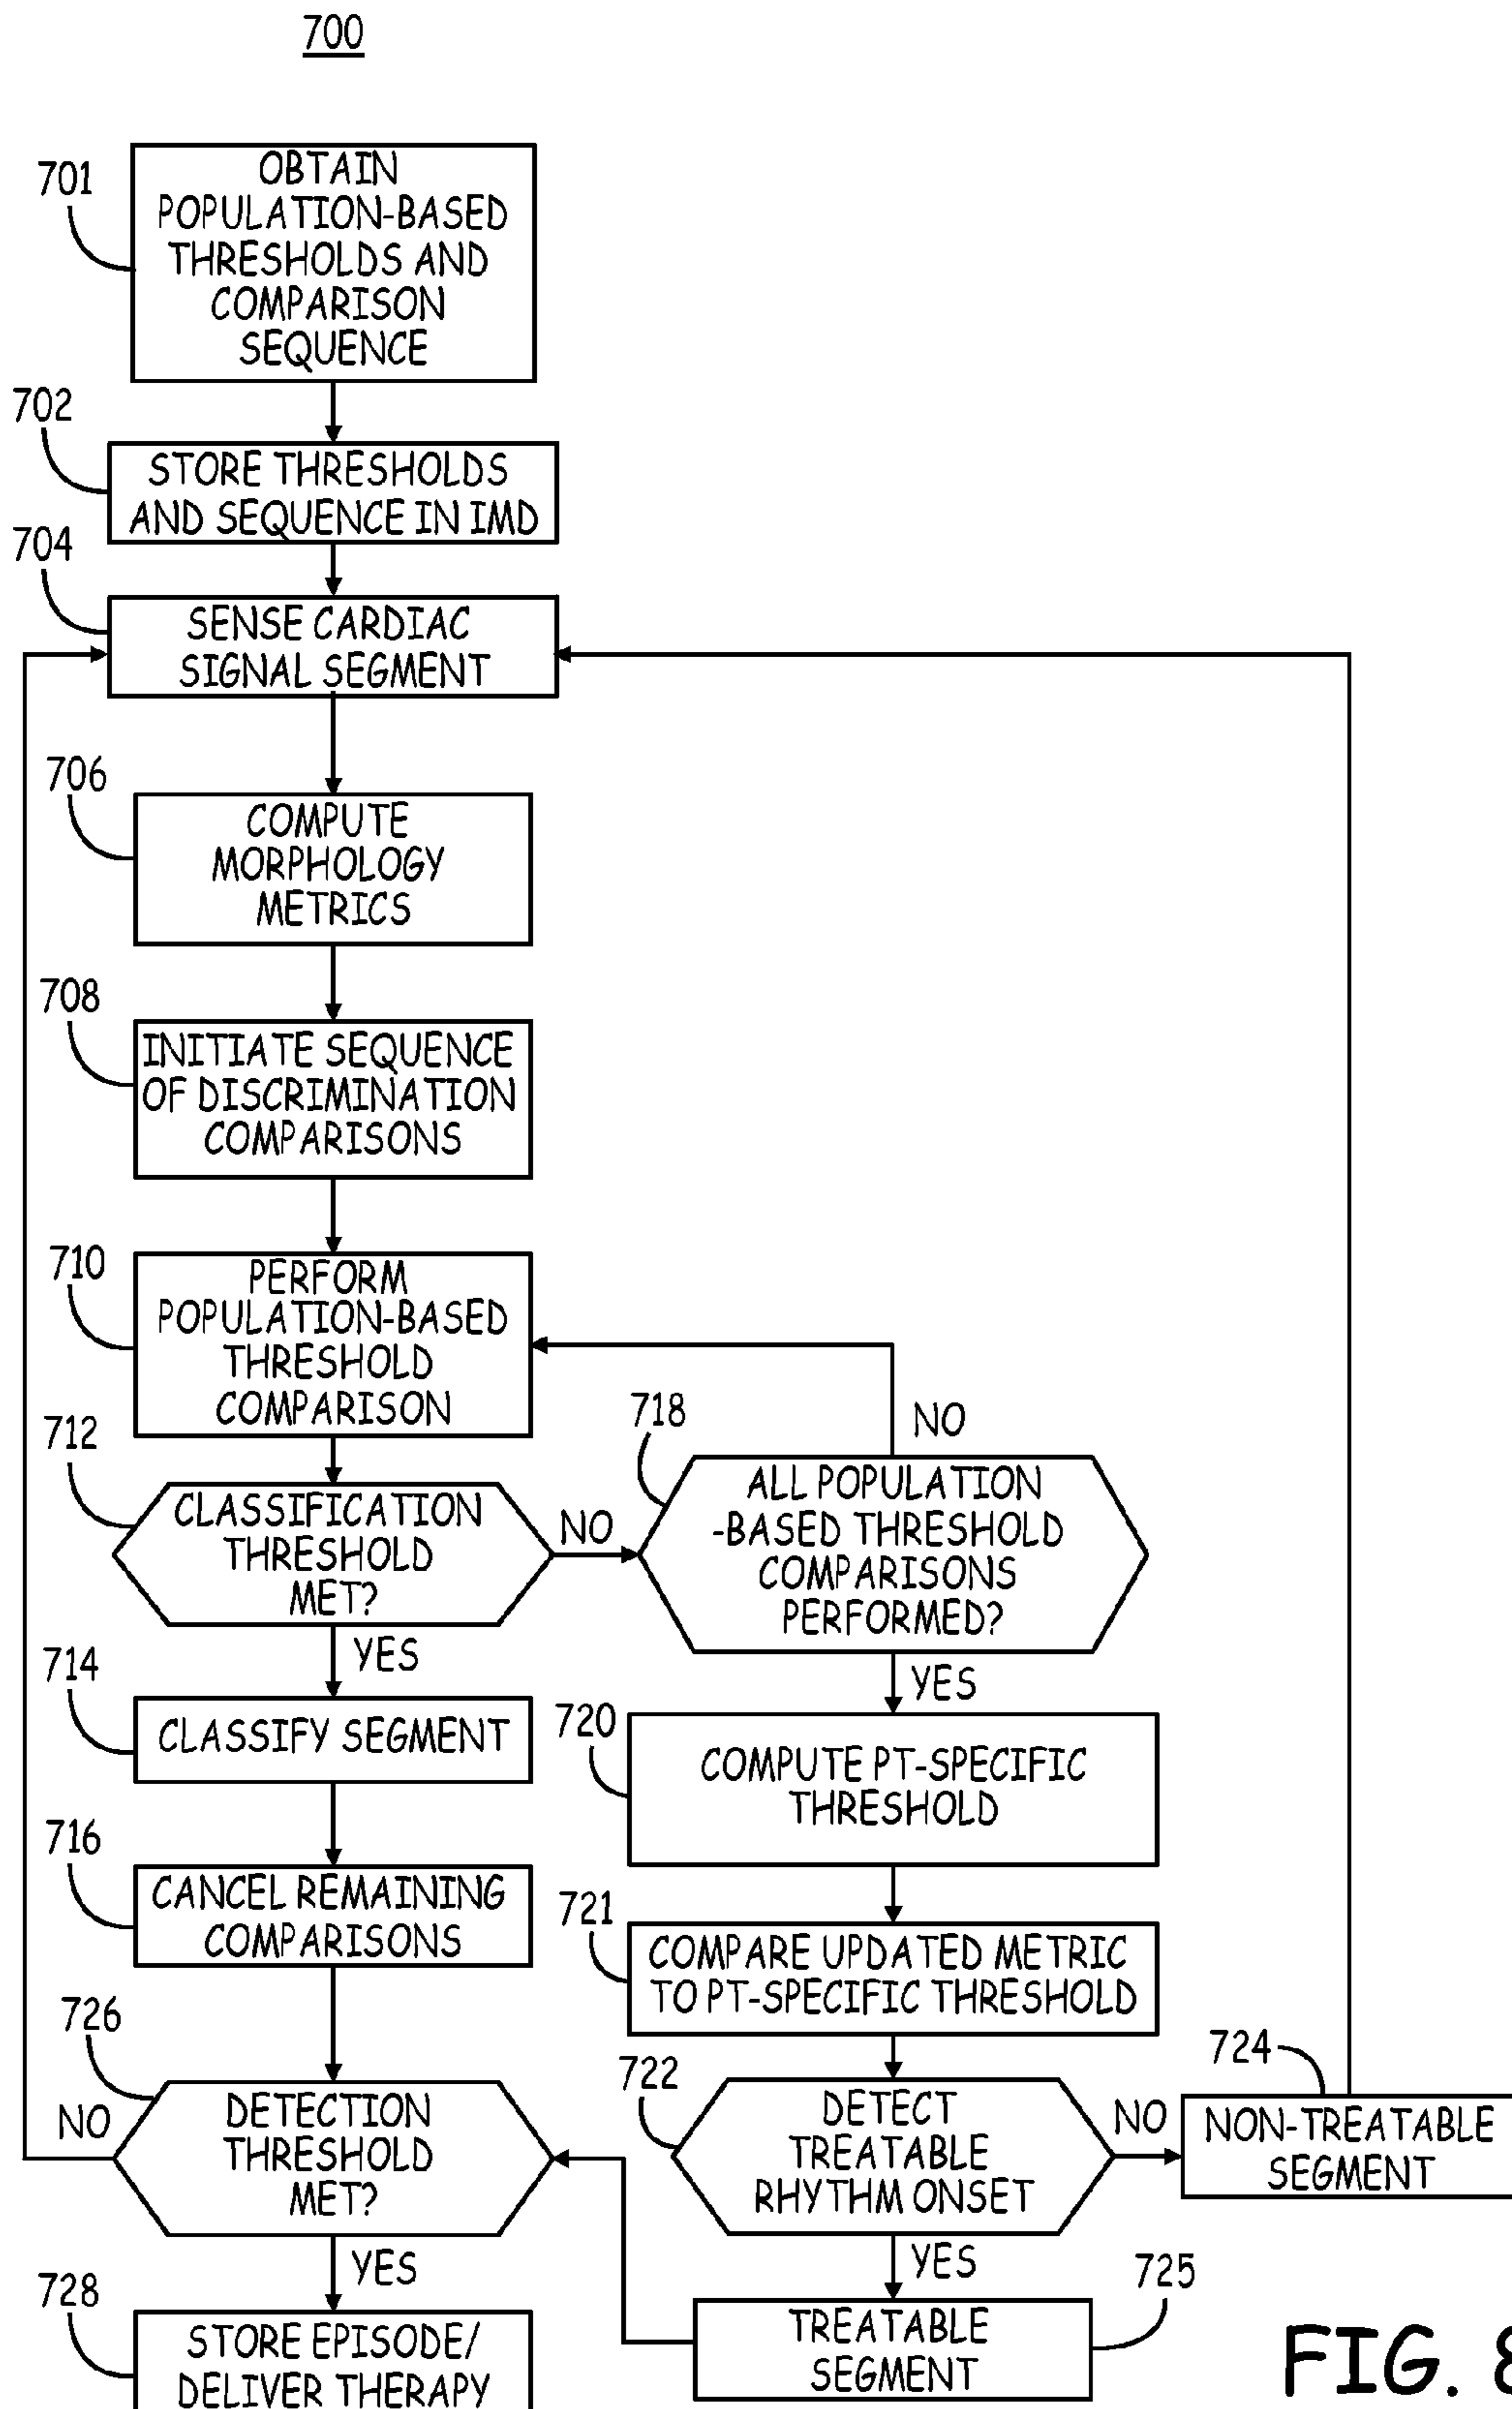 700
701
OBTAIN
POPULATION-BASED
THRESHOLDS AND
COMPARISON
SEQUENCE
702
STORE THRESHOLDS
AND SEQUENCE IN IMD
704
SENSE CARDIAC
SIGNAL SEGMENT
706
COMPUTE
MORPHOLOGY
METRICS
708
INITIATE SEQUENCE
OF DISCRIMINATION
COMPARISONS
710
PERFORM
POPULATION-BASED
THRESHOLD
COMPARISON
712
CLASSIFICATION
THRESHOLD
MET?
NO
718
ALL POPULATION
-BASED THRESHOLD
COMPARISONS
PERFORMED?
NO
YES
714
CLASSIFY SEGMENT
YES
720
COMPUTE PT-SPECIFIC
THRESHOLD
716
CANCEL REMAINING
COMPARISONS
721
COMPARE UPDATED METRIC
TO PT-SPECIFIC THRESHOLD
726
DETECTION
THRESHOLD
MET?
NO
722
DETECT
TREATABLE
RHYTHM ONSET
NO
724
NON-TREATABLE
SEGMENT
YES
728
STORE EPISODE/
DELIVER THERAPY
YES
725
TREATABLE
SEGMENT
FIG. 8